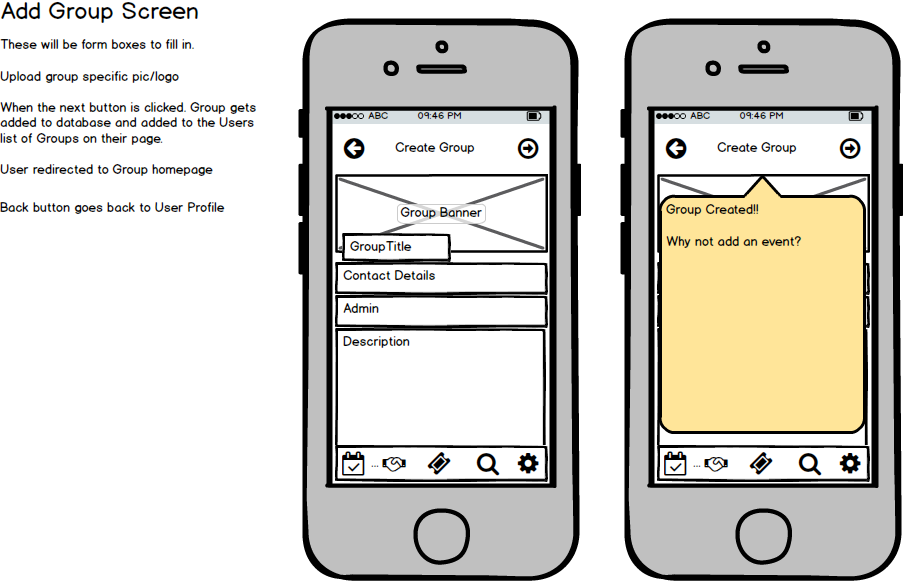 Add Group Screen
These will be form boxes to fill in.
Upload group specific pic/logo
When the next button is clicked. Group gets
added to database and added to the Users
list of Groups on their page.
User redirected to Group homepage
Back button goes back to User Profile
ABC 09:46 PM
Create Group
Group Banner
GroupTitle
Contact Details
Admin
Description
...
ABC 09:46 PM
Create Group
Group Created!!
Why not add an event?
...